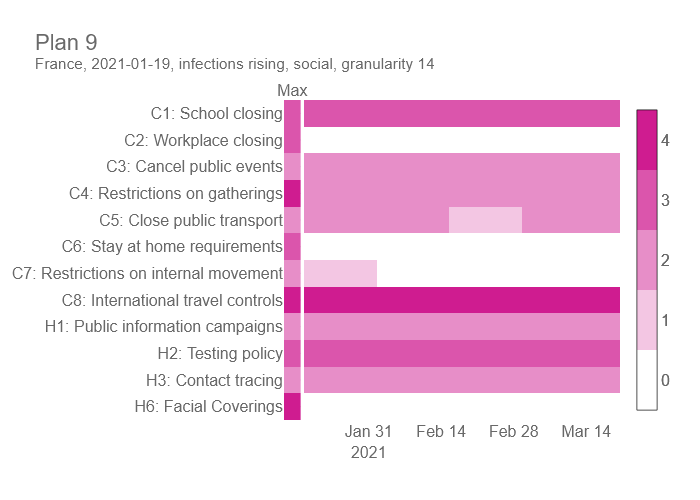 Plan 9
France, 2021-01-19, infections rising, social, granularity 14
Max
C1: School closing
C2: Workplace closing
C3: Cancel public events
C4: Restrictions on gatherings
C5: Close public transport
C6: Stay at home requirements
C7: Restrictions on internal movement
C8: International travel controls
H1: Public information campaigns
H2: Testing policy
H3: Contact tracing
H6: Facial Coverings
4
3
2
1
0
Jan 31 Feb 14 Feb 28 Mar 14
2021